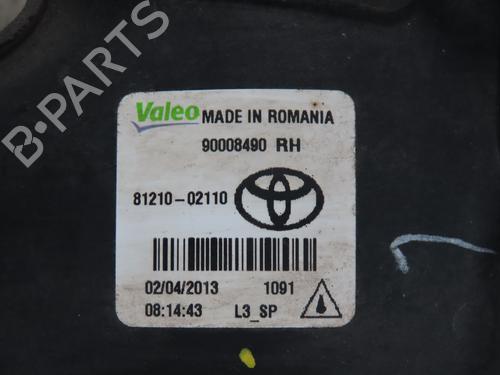 Valeo MADE IN ROMANIA
90008490 RH
81210-02110
02/04/2013 1091
08:14:43 L3_SP
B-PARTS